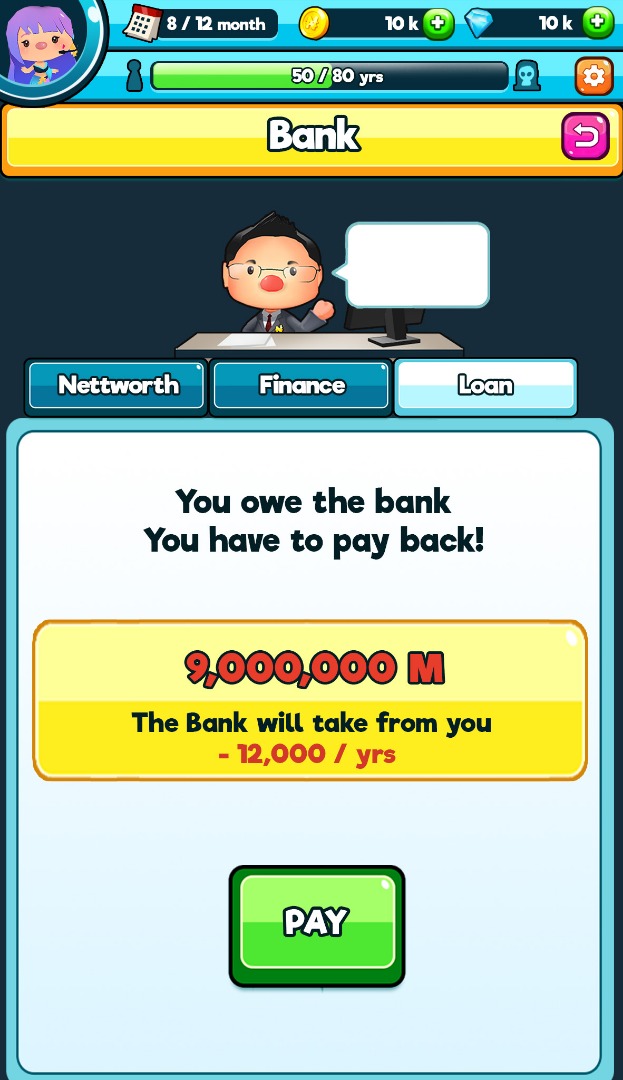 8 / 12 month
10 k
10 k
50 / 80 yrs
Bank
Nettworth
Finance
Loan
You owe the bank
You have to pay back!
9,000,000 M
The Bank will take from you
- 12,000 / yrs
PAY